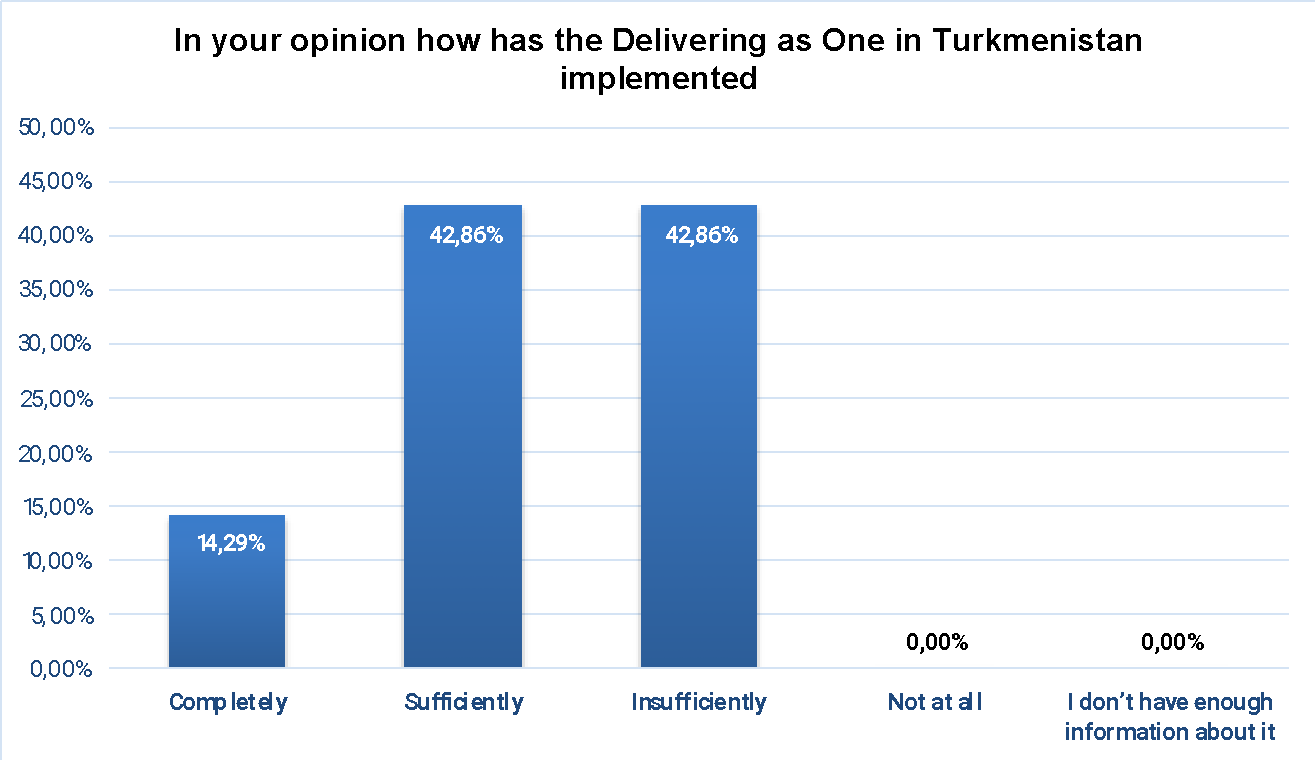 In your opinion how has the Delivering as One in Turkmenistan
implemented
50,00%
45,00%
40,00%
35,00%
30,00%
25,00%
20,00%
15,00%
10,00%
5,00%
0,00%
14,29%
42,86%
42,86%
0,00%
0,00%
Completely
Sufficiently
Insufficiently
Not at all
I don’t have enough
information about it